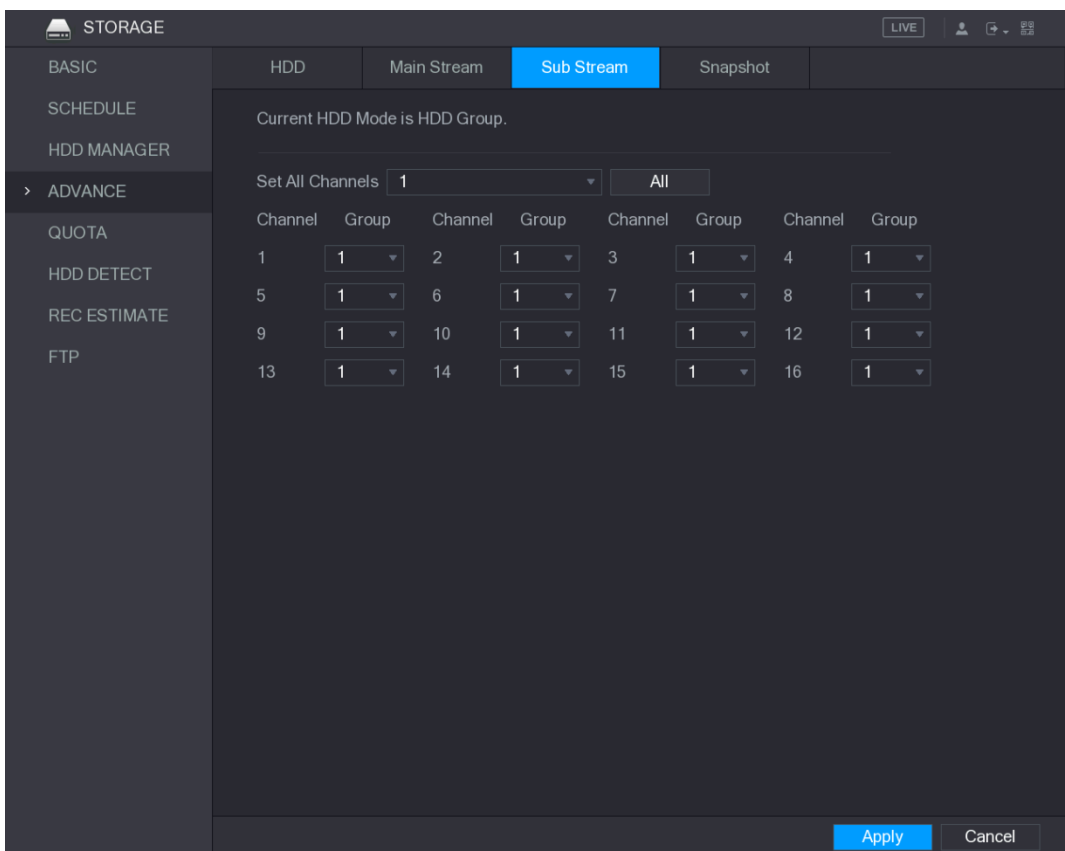 STORAGE LIVE
BASIC
SCHEDULE
HDD MANAGER
> ADVANCE
QUOTA
HDD DETECT
REC ESTIMATE
FTP
HDD Main Stream Sub Stream Snapshot
Current HDD Mode is HDD Group.
Set All Channels 1 All
Channel Group Channel Group Channel Group Channel Group
1 1 2 1 3 1 4 1
5 1 6 1 7 1 8 1
9 1 10 1 11 1 12 1
13 1 14 1 15 1 16 1
Apply Cancel